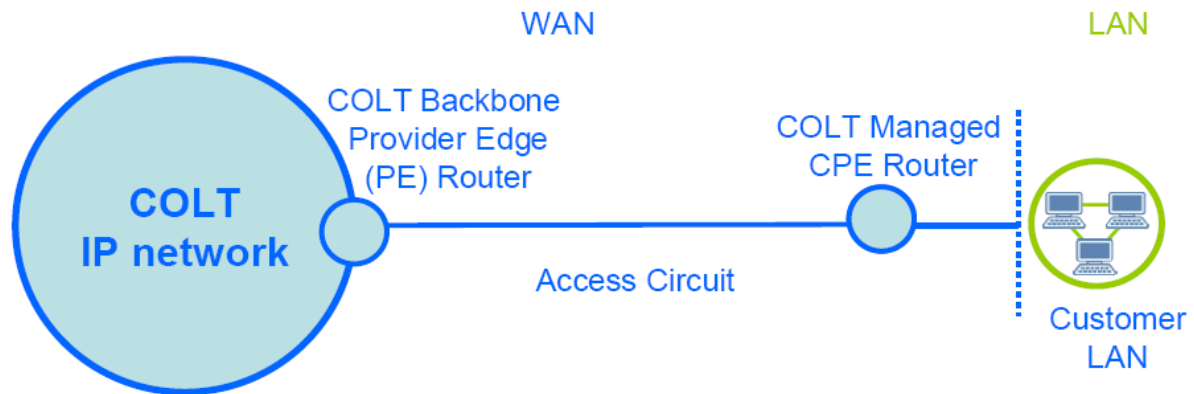 WAN
LAN
COLT Backbone
Provider Edge
(PE) Router
COLT Managed
CPE Router
COLT
IP network
Access Circuit
Customer
LAN